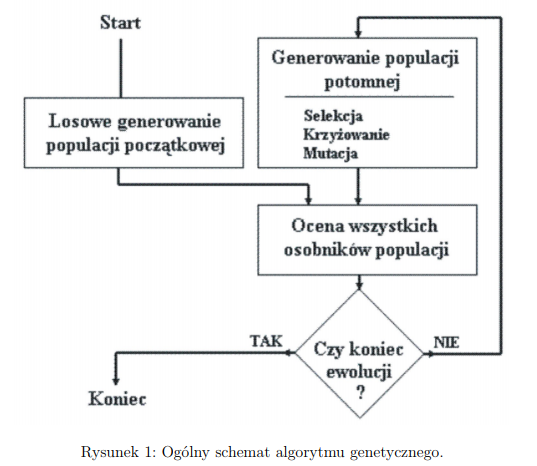 Start
Losowe generowanie
populacji początkowej
Generowanie populacji
potomnej
Selekcja
Krzyżowanie
Mutacja
Ocena wszystkich
osobników populacji
Czy koniec
ewolucji
?
TAK
NIE
Koniec
Rysunek 1: Ogólny schemat algorytmu genetycznego.